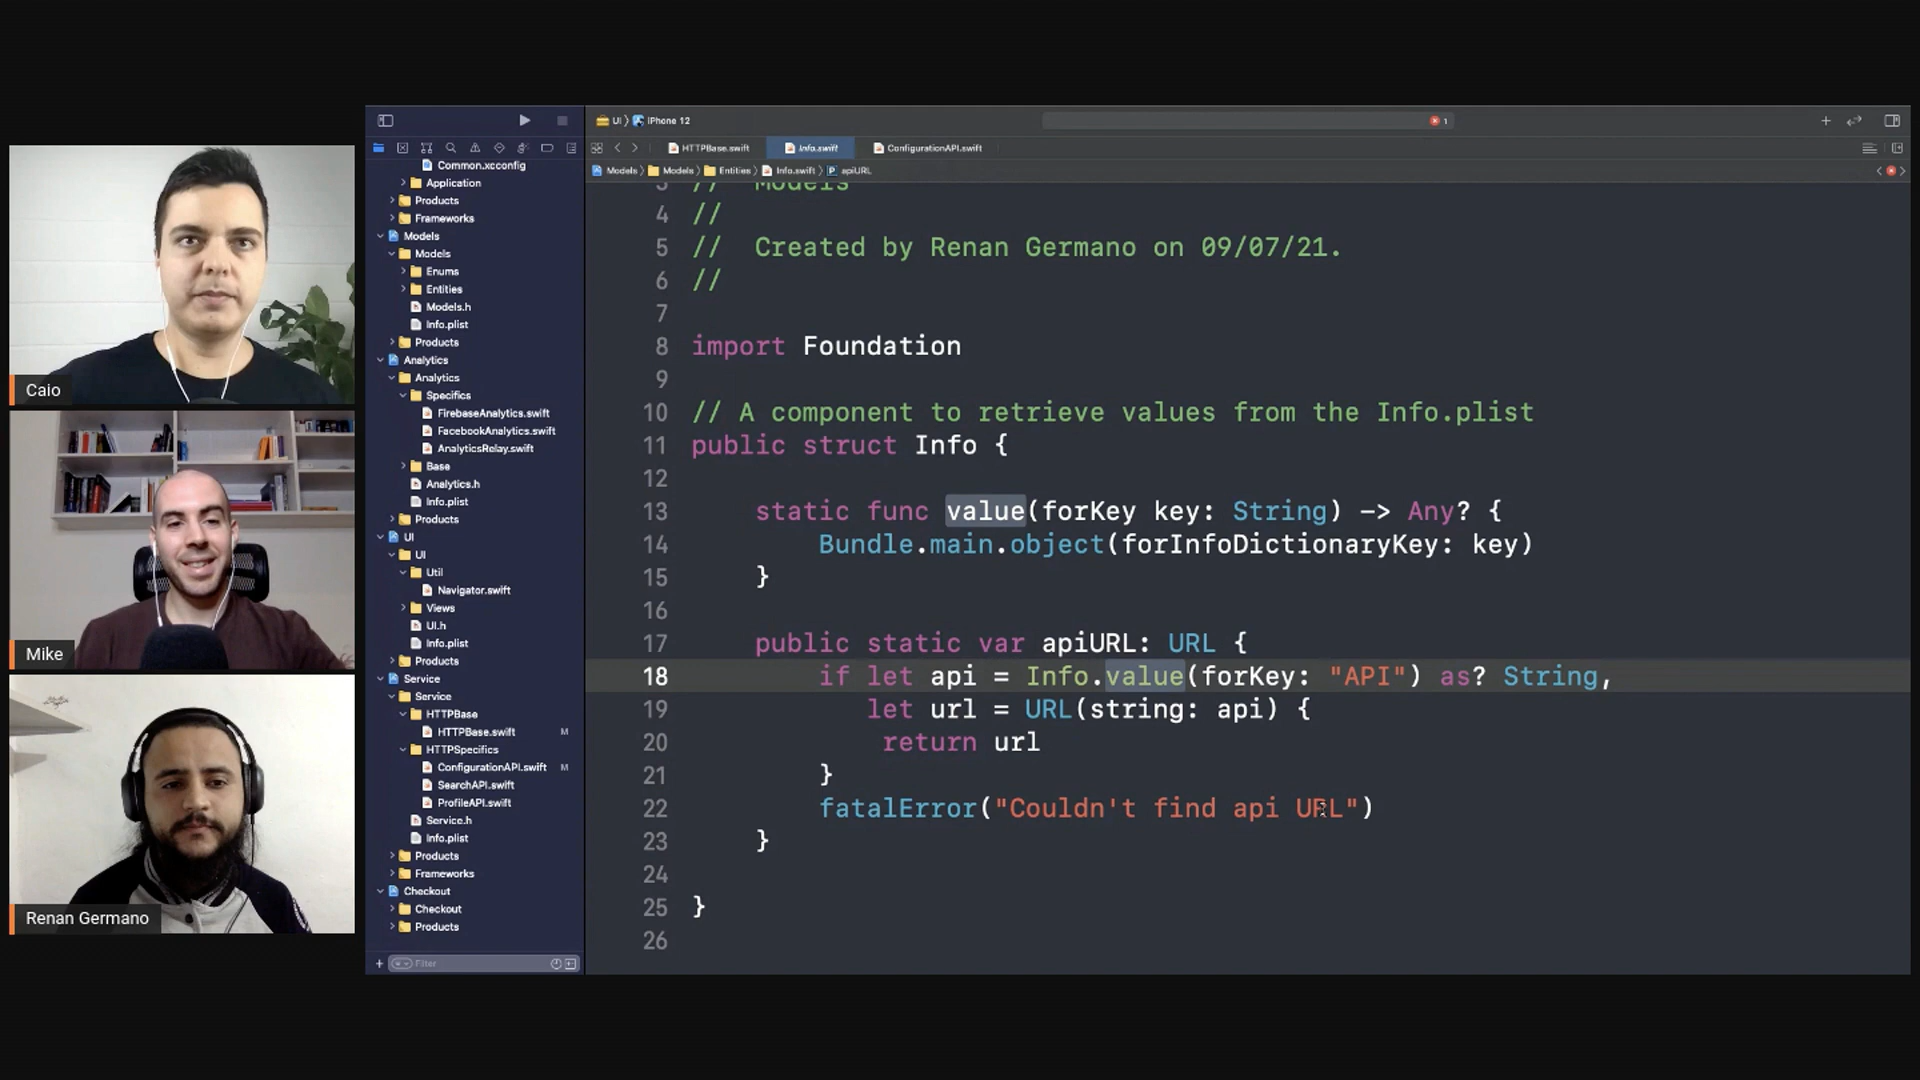 Caio
Mike
Renan Germano
UI
iPhone 12
1
HTTPBase.swift
Info.swift
ConfigurationAPI.swift
Models
Models
Entities
Info.swift
P
apiURL
Common.xcconfig
Application
Products
Frameworks
Models
Models
Enums
Entities
Models.h
Info.plist
Products
Analytics
Analytics
Specifics
FirebaseAnalytics.swift
FacebookAnalytics.swift
AnalyticsRelay.swift
Base
Analytics.h
Info.plist
Products
UI
UI
Util
Navigator.swift
Views
UI.h
Info.plist
Products
Service
Service
HTTPBase
HTTPBase.swift M
HTTPSpecifics
ConfigurationAPI.swift M
SearchAPI.swift
ProfileAPI.swift
Service.h
Info.plist
Products
Frameworks
Checkout
Checkout
Products
Filter
3 // Models
4 //
5 // Created by Renan Germano on 09/07/21.
6 //
7
8 import Foundation
9
10 // A component to retrieve values from the Info.plist
11 public struct Info {
12
13 static func value(forKey key: String) -> Any? {
14 Bundle.main.object(forInfoDictionaryKey: key)
15 }
16
17 public static var apiURL: URL {
18 if let api = Info.value(forKey: "API") as? String,
19 let url = URL(string: api) {
20 return url
21 }
22 fatalError("Couldn't find api URL")
23 }
24
25 }
26